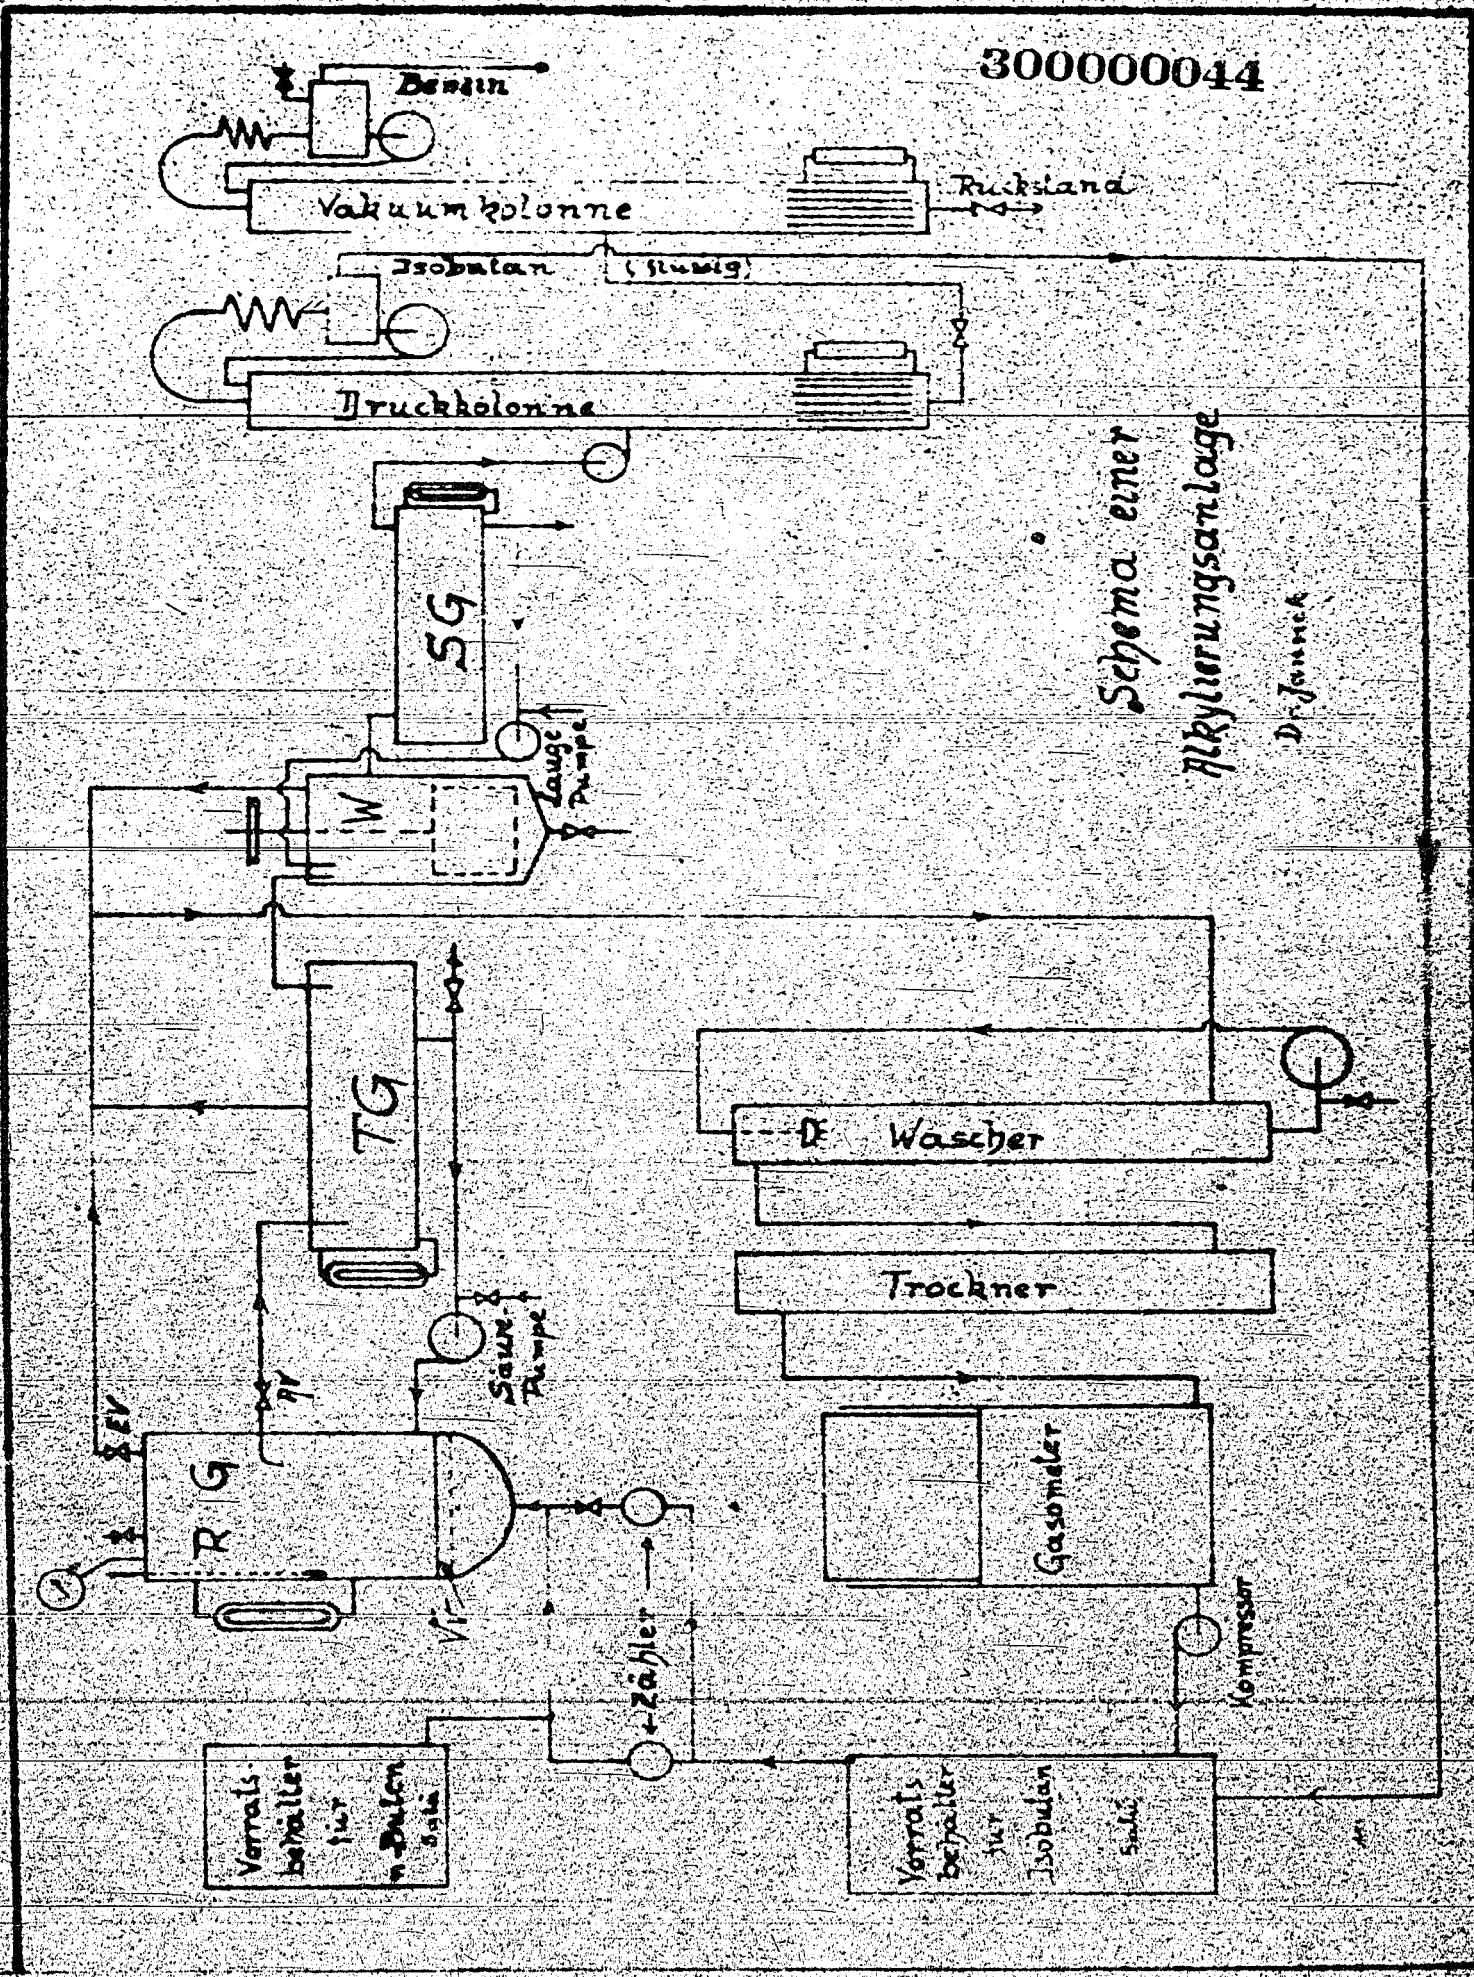 300000044
Benzin
Vakuumkolonne
Rückstand
Isobutan (flüssig)
Druckkolonne
Schema einer
Alkylierungsanlage
SG
W
Lauge
Pumpe
TG
Wascher
Trockner
Säure-
Pumpe
EV
AV
RG
Gasometer
Kompressor
← Zähler →
Vorrats-
behälter
für
n-Buten
Vorrats
behälter
für
Isobutan